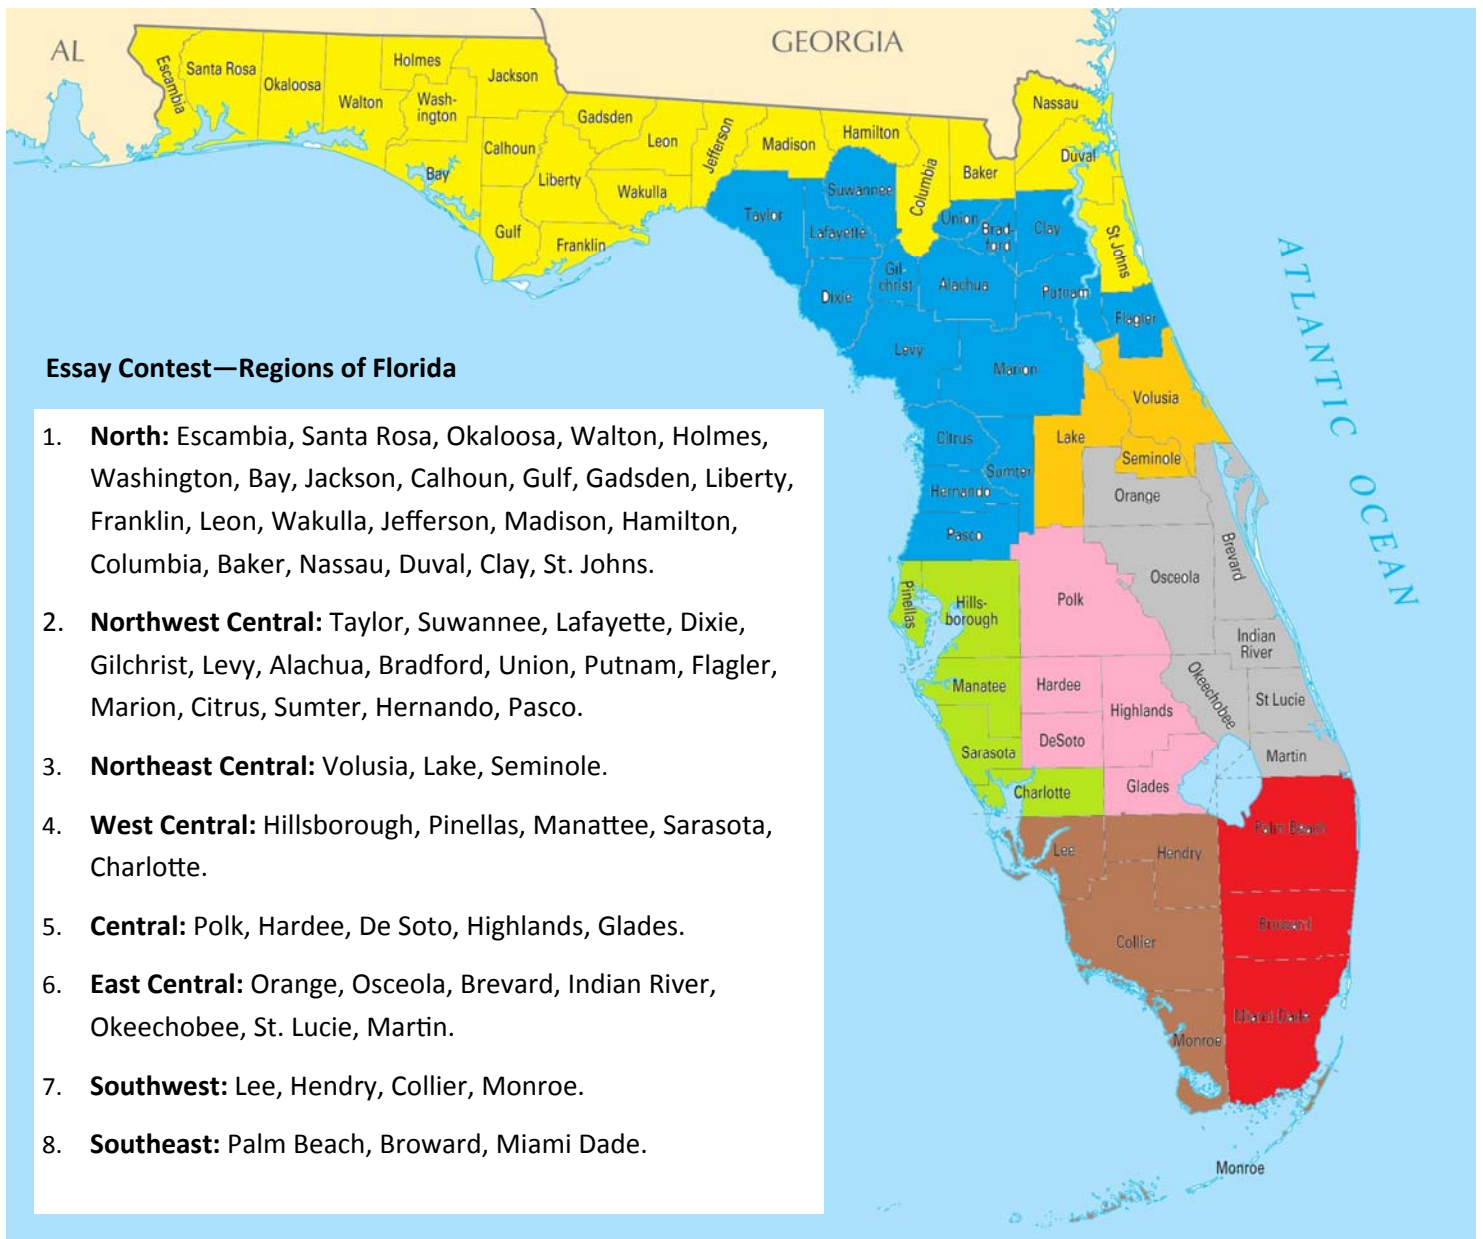 AL
GEORGIA
Escambia
Santa Rosa
Okaloosa
Walton
Holmes
Wash-
ington
Jackson
Bay
Calhoun
Gulf
Gadsden
Liberty
Franklin
Leon
Wakulla
Jefferson
Madison
Hamilton
Columbia
Baker
Nassau
Duval
St Johns
Taylor
Suwannee
Lafayette
Dixie
Gil-
christ
Union
Brad-
ford
Clay
Alachua
Putnam
Flagler
Levy
Marion
Volusia
Lake
Seminole
Citrus
Sumter
Hernando
Pasco
Orange
Brevard
Osceola
Polk
Pinellas
Hills-
borough
Indian
River
Manatee
Hardee
Highlands
Okeechobee
St Lucie
Sarasota
DeSoto
Martin
Charlotte
Glades
Lee
Hendry
Palm Beach
Collier
Broward
Miami Dade
Monroe
Monroe
ATLANTIC OCEAN
Essay Contest—Regions of Florida
1. North: Escambia, Santa Rosa, Okaloosa, Walton, Holmes,
Washington, Bay, Jackson, Calhoun, Gulf, Gadsden, Liberty,
Franklin, Leon, Wakulla, Jefferson, Madison, Hamilton,
Columbia, Baker, Nassau, Duval, Clay, St. Johns.
2. Northwest Central: Taylor, Suwannee, Lafayette, Dixie,
Gilchrist, Levy, Alachua, Bradford, Union, Putnam, Flagler,
Marion, Citrus, Sumter, Hernando, Pasco.
3. Northeast Central: Volusia, Lake, Seminole.
4. West Central: Hillsborough, Pinellas, Manattee, Sarasota,
Charlotte.
5. Central: Polk, Hardee, De Soto, Highlands, Glades.
6. East Central: Orange, Osceola, Brevard, Indian River,
Okeechobee, St. Lucie, Martin.
7. Southwest: Lee, Hendry, Collier, Monroe.
8. Southeast: Palm Beach, Broward, Miami Dade.